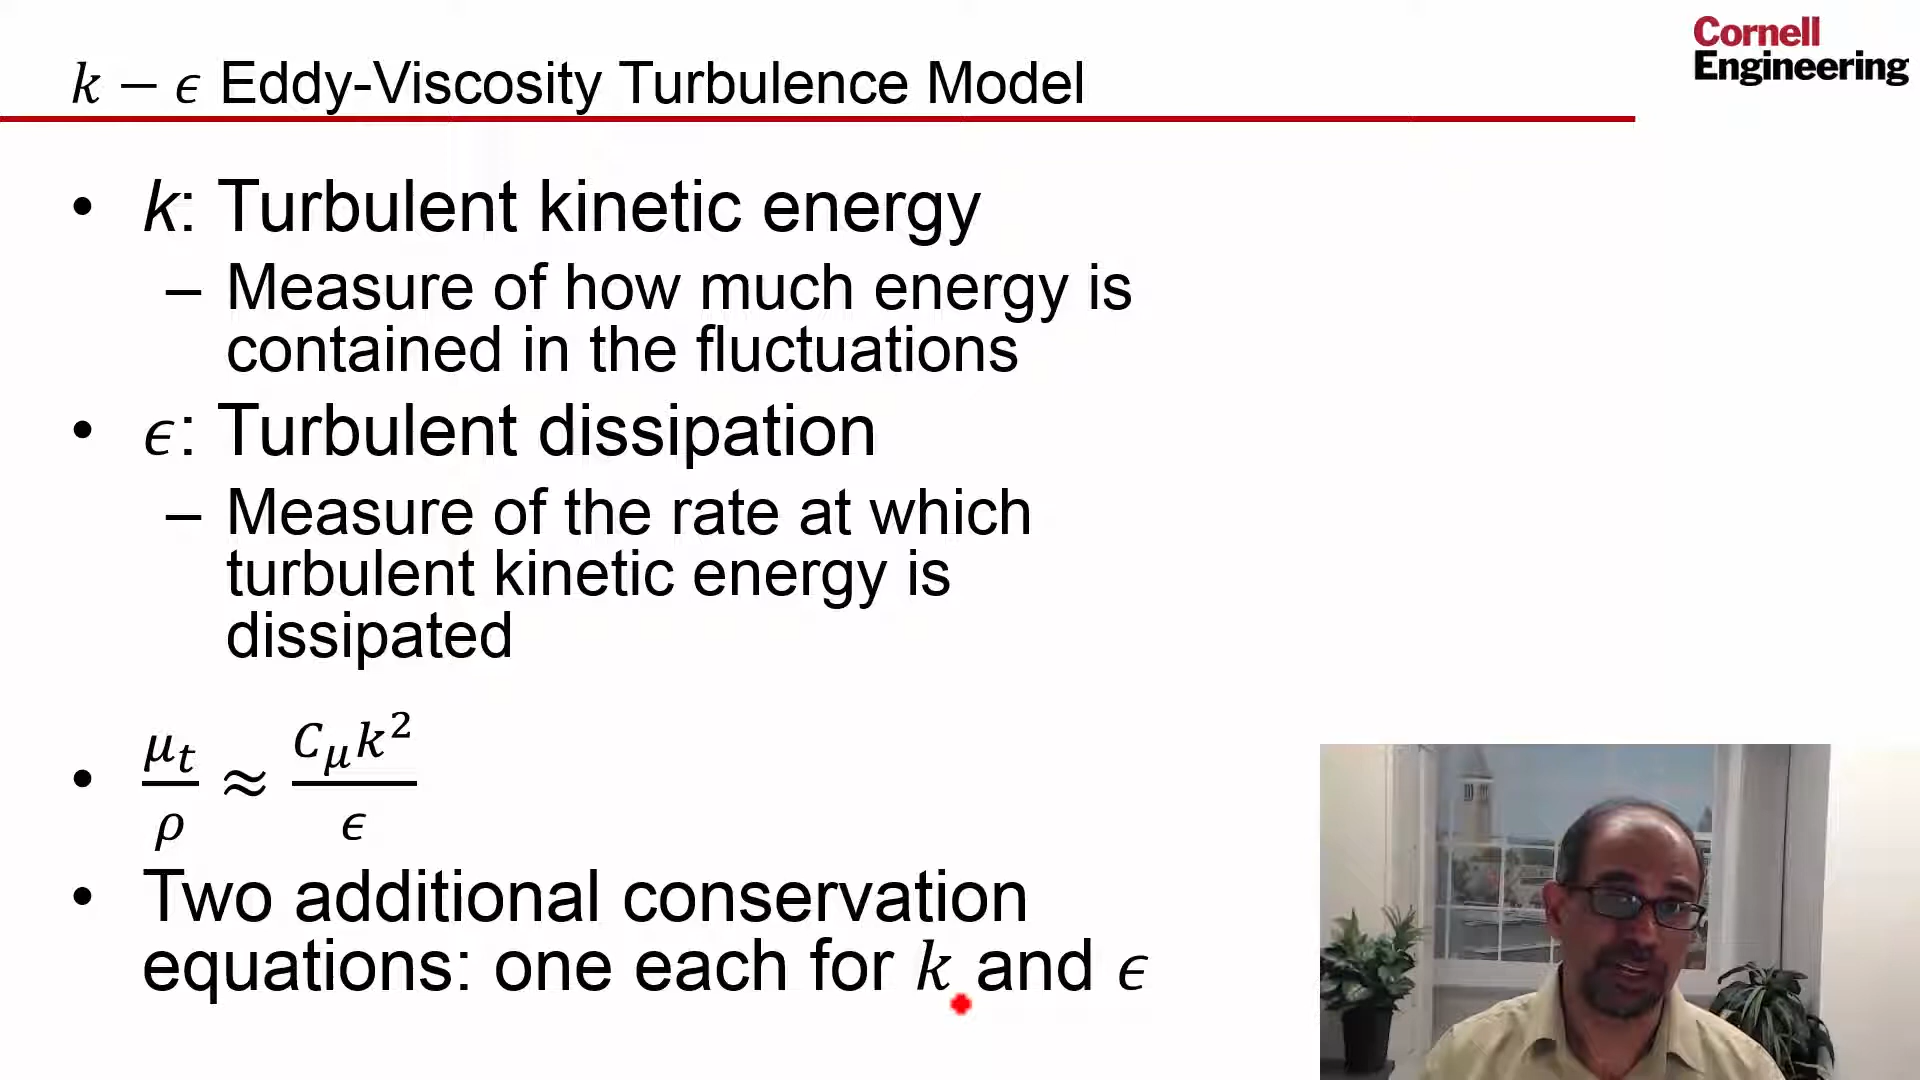 Cornell
Engineering
k − ϵ Eddy-Viscosity Turbulence Model
• k: Turbulent kinetic energy
– Measure of how much energy is
contained in the fluctuations
• ϵ: Turbulent dissipation
– Measure of the rate at which
turbulent kinetic energy is
dissipated
• μₜ/ρ ≈ C_μ k²/ϵ
• Two additional conservation
equations: one each for k and ϵ